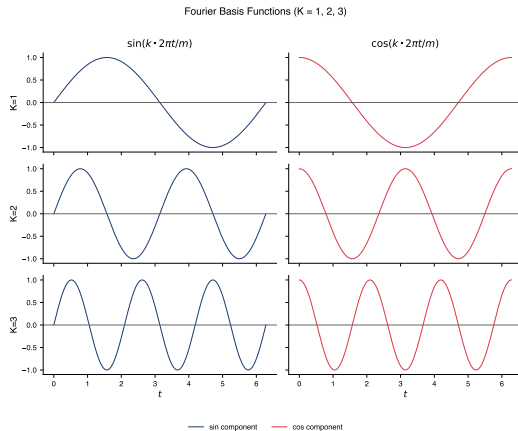 Fourier Basis Functions (K = 1, 2, 3)
sin(k • 2πt/m)
cos(k • 2πt/m)
K=1
1.0
0.5
0.0
−0.5
−1.0
K=2
1.0
0.5
0.0
−0.5
−1.0
K=3
1.0
0.5
0.0
−0.5
−1.0
0 1 2 3 4 5 6
0 1 2 3 4 5 6
t
t
sin component
cos component